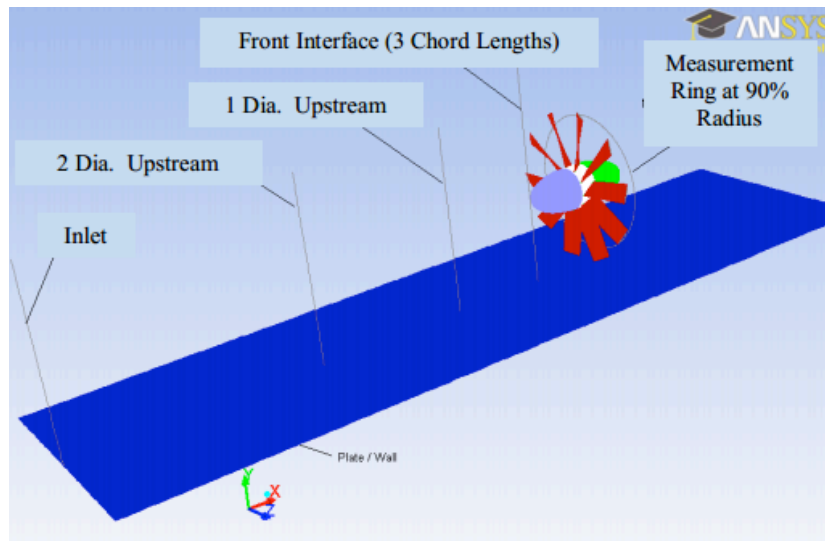 ANSYS
Front Interface (3 Chord Lengths)
Measurement
Ring at 90%
Radius
1 Dia. Upstream
2 Dia. Upstream
Inlet
Plate / Wall
Y
X
Z